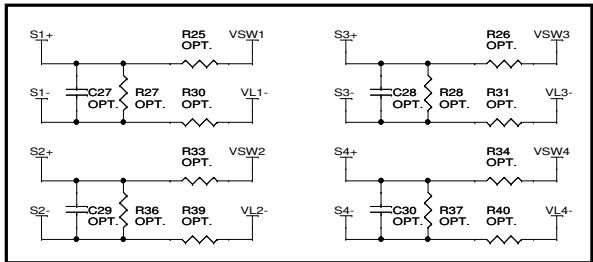 S1+ R25 VSW1 S3+ R26 VSW3
OPT. OPT.
S1- C27 R27 R30 VL1- S3- C28 R28 R31 VL3-
OPT. OPT. OPT. OPT. OPT. OPT.
S2+ R33 VSW2 S4+ R34 VSW4
OPT. OPT.
S2- C29 R36 R39 VL2- S4- C30 R37 R40 VL4-
OPT. OPT. OPT. OPT. OPT. OPT.